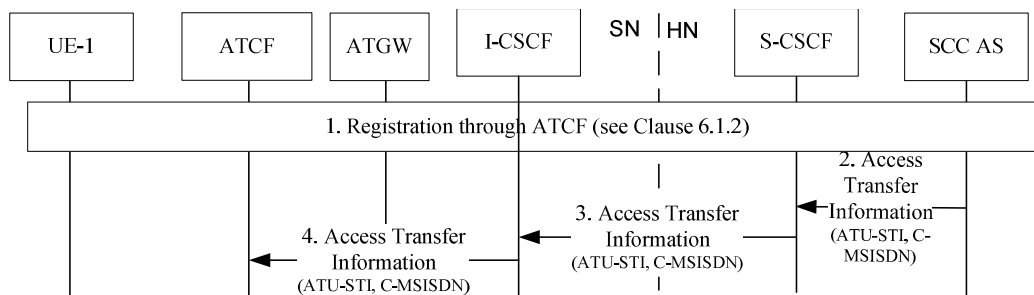 UE-1
ATCF
ATGW
I-CSCF
SN
HN
S-CSCF
SCC AS
1. Registration through ATCF (see Clause 6.1.2)
2. Access
Transfer
Information
(ATU-STI, C-
MSISDN)
3. Access Transfer
Information
(ATU-STI, C-MSISDN)
4. Access Transfer
Information
(ATU-STI, C-MSISDN)